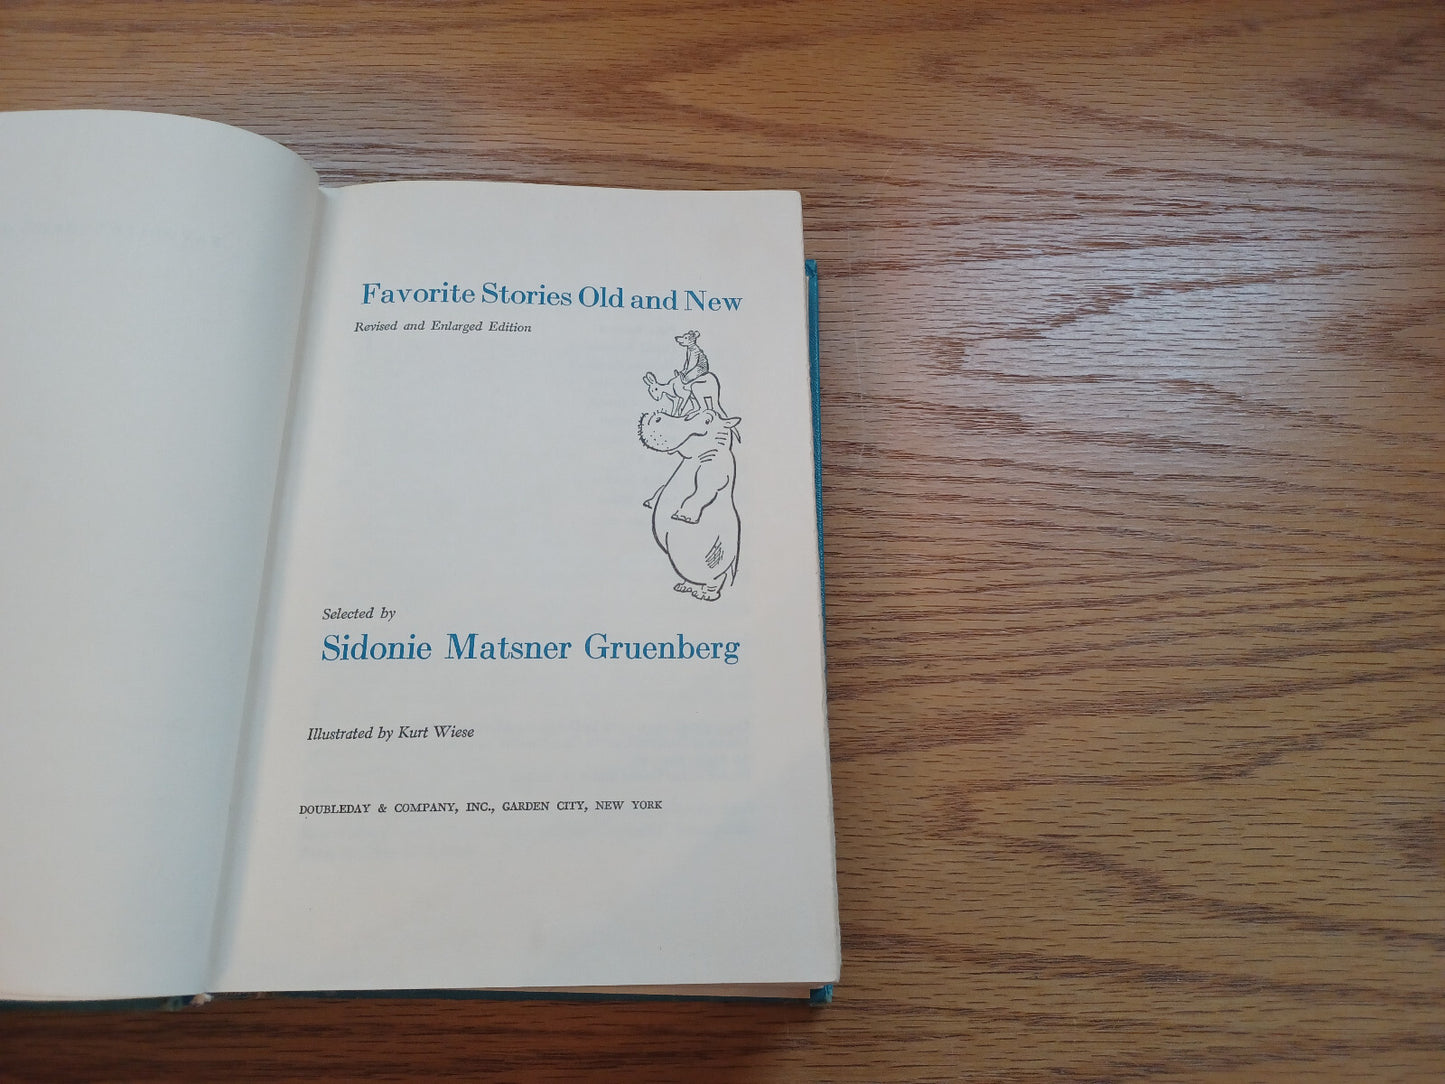 Favorite Stories Old and New
Revised and Enlarged Edition
Selected by
Sidonie Matsner Gruenberg
Illustrated by Kurt Wiese
DOUBLEDAY & COMPANY, INC., GARDEN CITY, NEW YORK